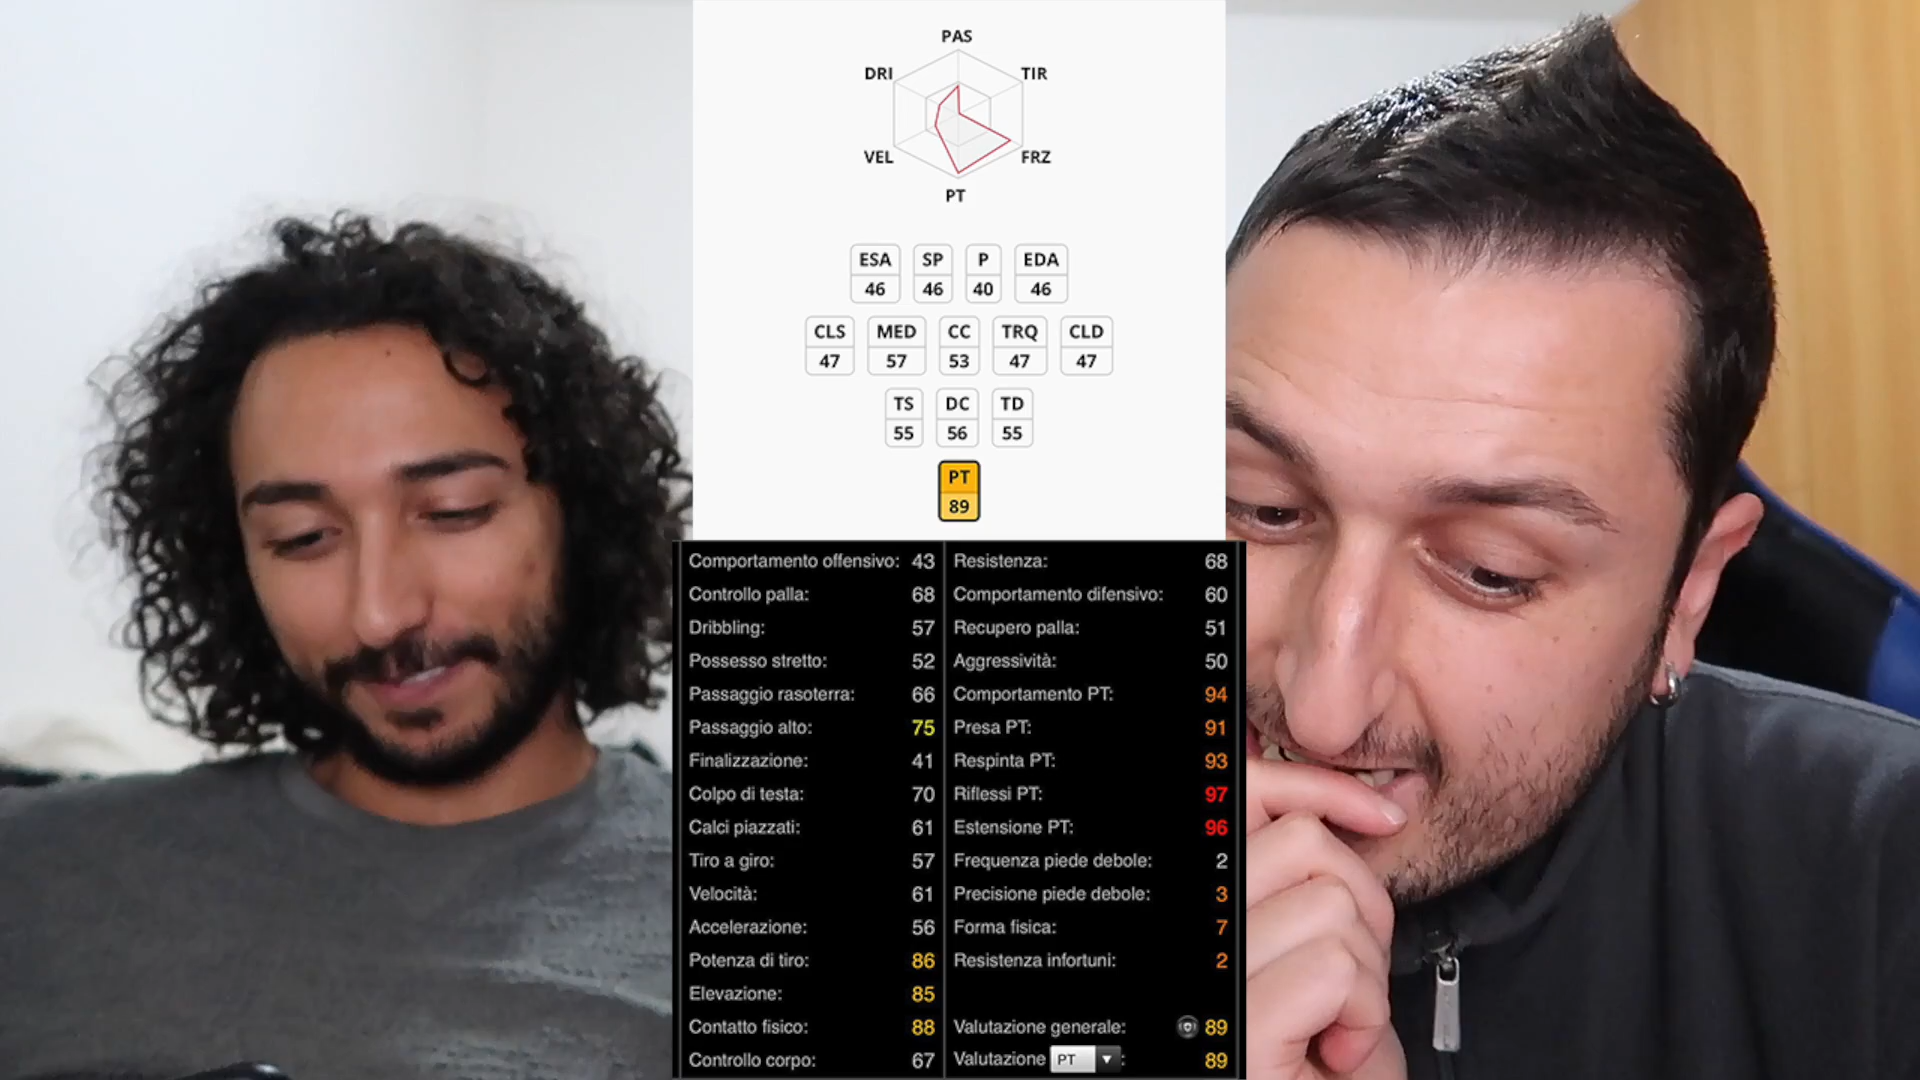 PAS
DRI TIR
VEL FRZ
PT
ESA SP P EDA
46 46 40 46
CLS MED CC TRQ CLD
47 57 53 47 47
TS DC TD
55 56 55
PT
89
Comportamento offensivo: 43 Resistenza: 68
Controllo palla: 68 Comportamento difensivo: 60
Dribbling: 57 Recupero palla: 51
Possesso stretto: 52 Aggressività: 50
Passaggio rasoterra: 66 Comportamento PT: 94
Passaggio alto: 75 Presa PT: 91
Finalizzazione: 41 Respinta PT: 93
Colpo di testa: 70 Riflessi PT: 97
Calci piazzati: 61 Estensione PT: 96
Tiro a giro: 57 Frequenza piede debole: 2
Velocità: 61 Precisione piede debole: 3
Accelerazione: 56 Forma fisica: 7
Potenza di tiro: 86 Resistenza infortuni: 2
Elevazione: 85
Contatto fisico: 88 Valutazione generale: 89
Controllo corpo: 67 Valutazione PT : 89